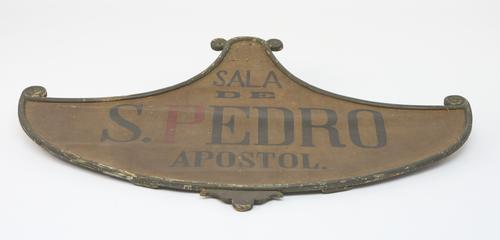 SALA
DE
S. PEDRO
APOSTOL.